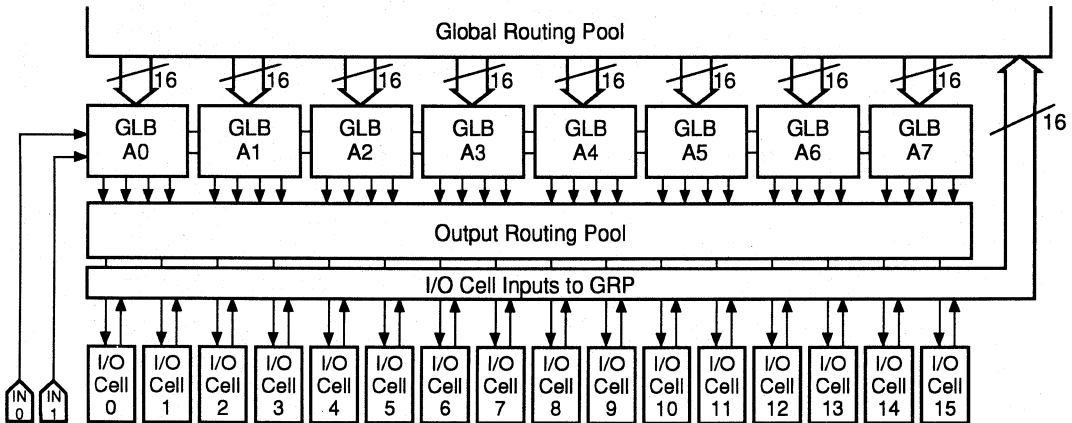 Global Routing Pool
16 16 16 16 16 16 16 16
16
GLB A0
GLB A1
GLB A2
GLB A3
GLB A4
GLB A5
GLB A6
GLB A7
Output Routing Pool
I/O Cell Inputs to GRP
IN 0
IN 1
I/O Cell 0
I/O Cell 1
I/O Cell 2
I/O Cell 3
I/O Cell 4
I/O Cell 5
I/O Cell 6
I/O Cell 7
I/O Cell 8
I/O Cell 9
I/O Cell 10
I/O Cell 11
I/O Cell 12
I/O Cell 13
I/O Cell 14
I/O Cell 15